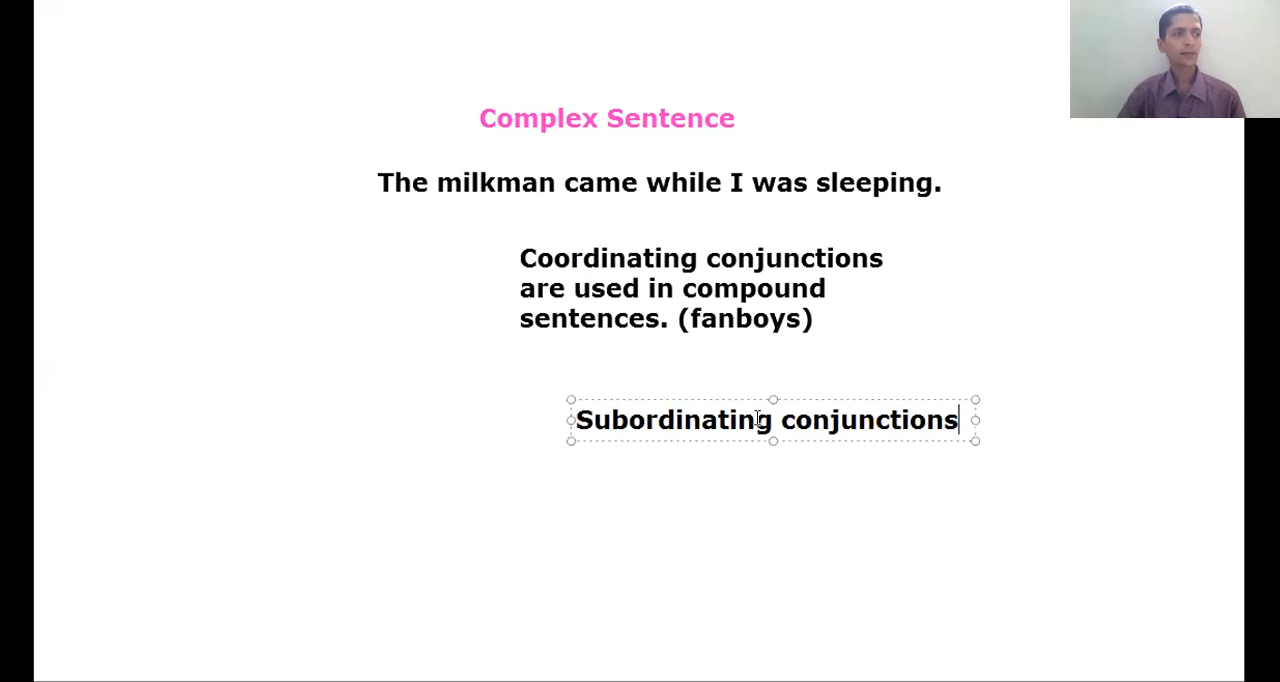 Complex Sentence
The milkman came while I was sleeping.
Coordinating conjunctions
are used in compound
sentences. (fanboys)
Subordinating conjunctions